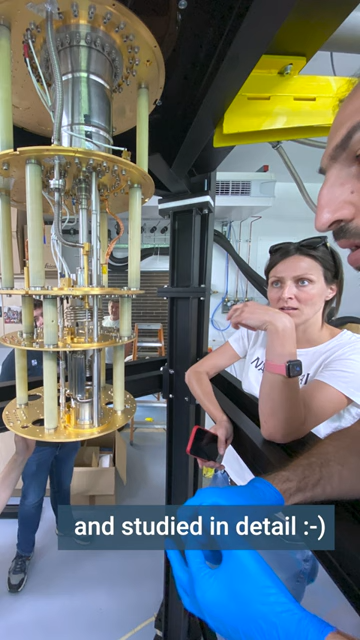 and studied in detail :-)